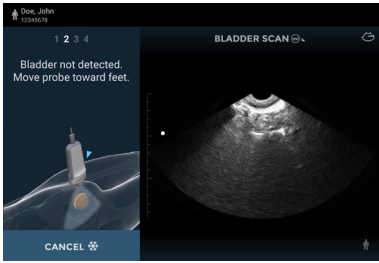 Doe, John
12345678
1 2 3 4
BLADDER SCAN
Bladder not detected.
Move probe toward feet.
CANCEL